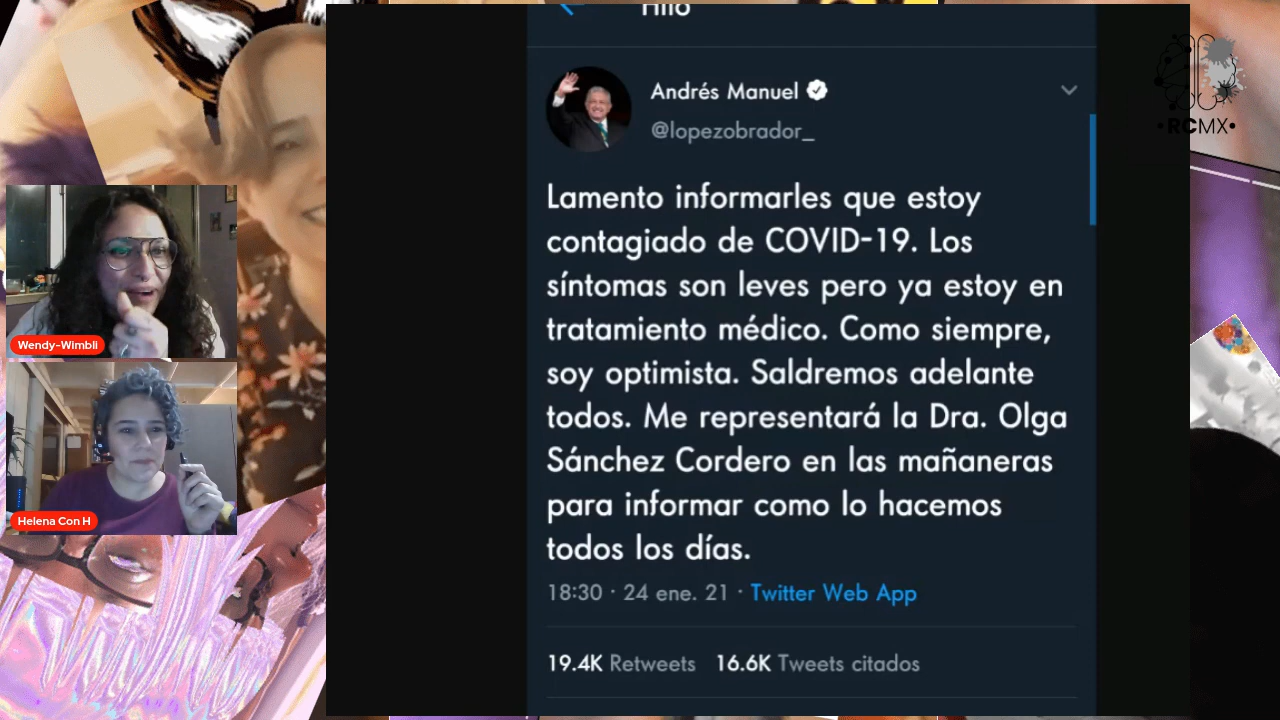 Hilo
Andrés Manuel
@lopezobrador_
Lamento informarles que estoy
contagiado de COVID-19. Los
síntomas son leves pero ya estoy en
tratamiento médico. Como siempre,
soy optimista. Saldremos adelante
todos. Me representará la Dra. Olga
Sánchez Cordero en las mañaneras
para informar como lo hacemos
todos los días.
18:30 · 24 ene. 21 · Twitter Web App
19.4K Retweets 16.6K Tweets citados
Wendy-Wimbli
Helena Con H
•RCMX•